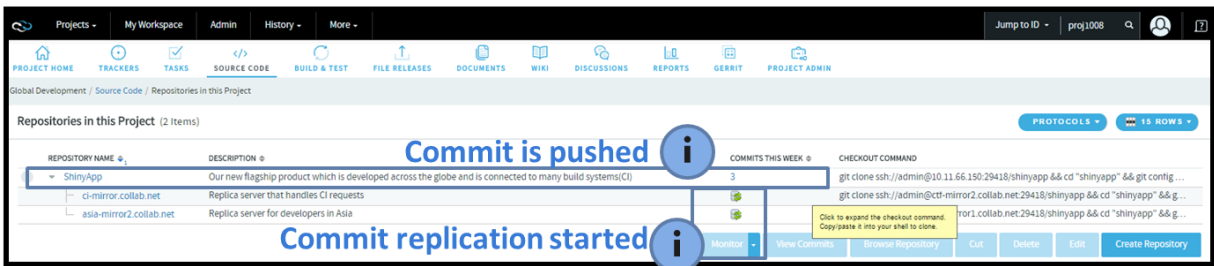 Projects My Workspace Admin History More Jump to ID proj1008
PROJECT HOME TRACKERS TASKS SOURCE CODE BUILD & TEST FILE RELEASES DOCUMENTS WIKI DISCUSSIONS REPORTS GERRIT PROJECT ADMIN
Global Development / Source Code / Repositories in this Project
Repositories in this Project (2 Items) PROTOCOLS 15 ROWS
Commit is pushed i
REPOSITORY NAME 1 DESCRIPTION COMMITS THIS WEEK CHECKOUT COMMAND
ShinyApp Our new flagship product which is developed across the globe and is connected to many build systems(CI) 3 git clone ssh://admin@10.11.66.150:29418/shinyapp && cd "shinyapp" && git config ...
ci-mirror.collab.net Replica server that handles CI requests git clone ssh://admin@ctf-mirror2.collab.net:29418/shinyapp && cd "shinyapp" && g...
asia-mirror2.collab.net Replica server for developers in Asia rror1.collab.net:29418/shinyapp && cd "shinyapp" && g...
Click to expand the checkout command.
Copy/paste it into your shell to clone.
Commit replication started i
Monitor View Commits Browse Repository Cut Delete Edit Create Repository